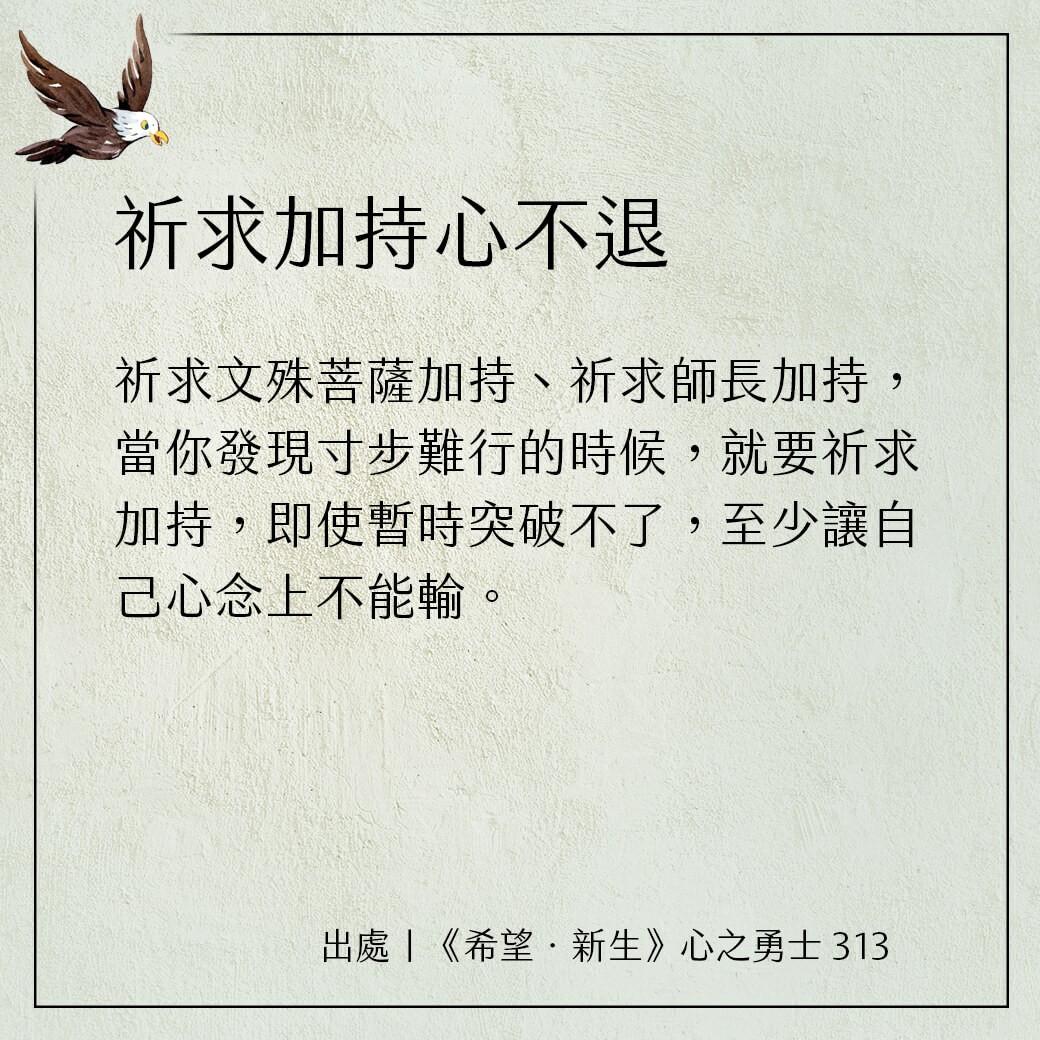 祈求加持心不退
祈求文殊菩薩加持、祈求師長加持，
當你發現寸步難行的時候，就要祈求
加持，即使暫時突破不了，至少讓自
己心念上不能輸。
出處｜《希望．新生》心之勇士 313